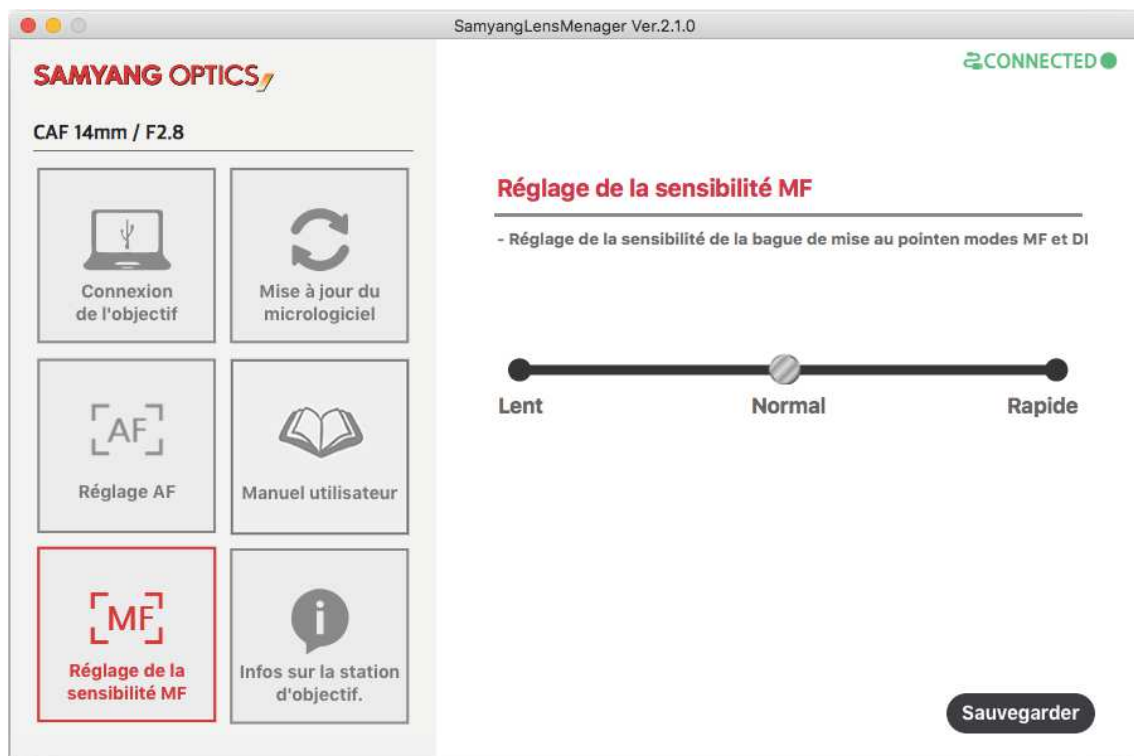 SamyangLensMenager Ver.2.1.0
SAMYANG OPTICS
CONNECTED
CAF 14mm / F2.8
Connexion
de l'objectif
Mise à jour du
micrologiciel
AF
Réglage AF
Manuel utilisateur
MF
Réglage de la
sensibilité MF
i
Infos sur la station
d'objectif.
Réglage de la sensibilité MF
- Réglage de la sensibilité de la bague de mise au pointen modes MF et DI
Lent
Normal
Rapide
Sauvegarder